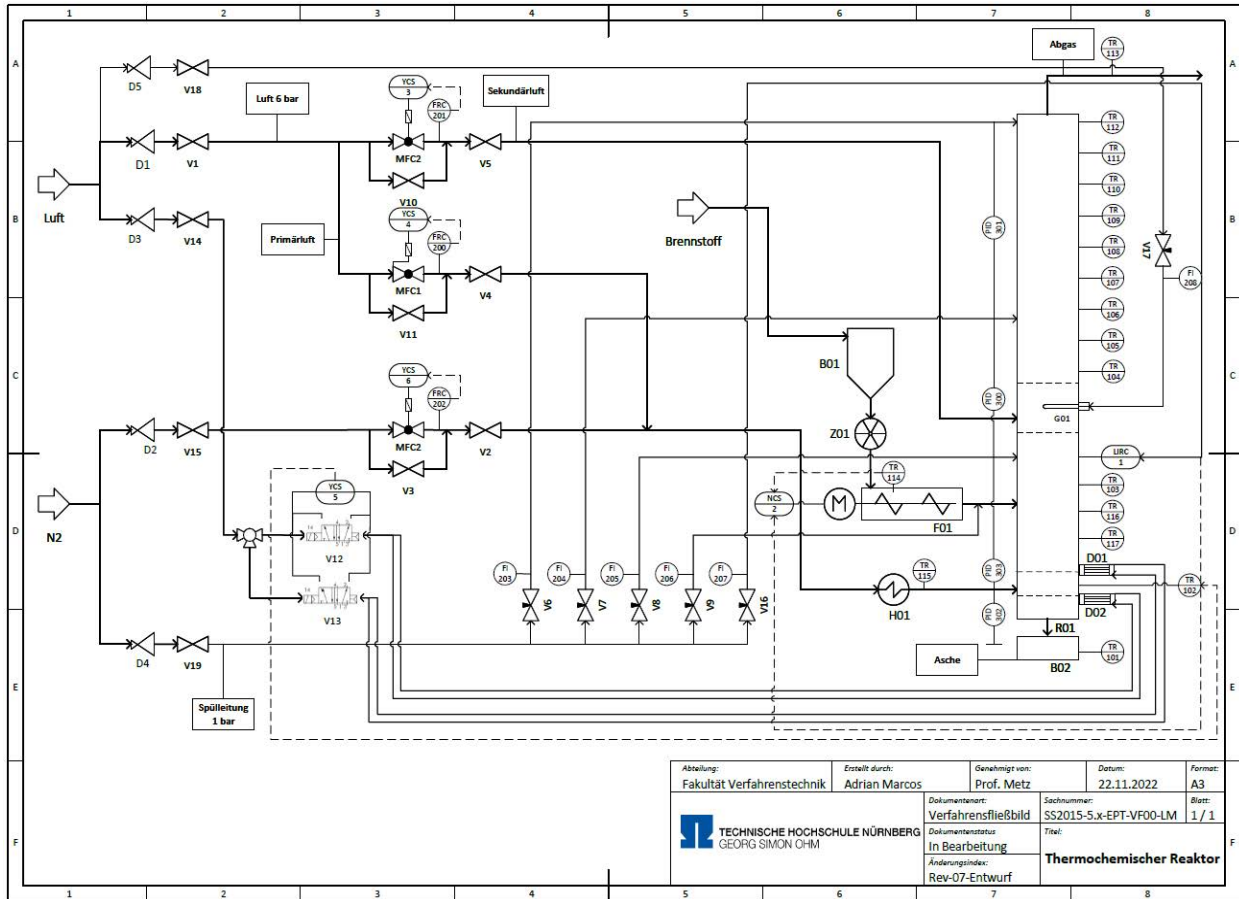 1 2 3 4 5 6 7 8
A A
Abgas
TR
113
D5
V18
YCS
3
FRC
201
Luft 6 bar
Sekundärluft
TR
112
D1
V1
MFC2
V5
TR
111
V10
TR
110
B B
Luft
D3
V14
YCS
4
FRC
200
Primärluft
Brennstoff
PID
301
TR
109
TR
108
V17
MFC1
V4
TR
107
FI
208
V11
TR
106
TR
105
C C
YCS
6
FRC
202
B01
TR
104
PID
300
G01
D2
V15
MFC2
V2
Z01
V3
LIRC
1
TR
114
YCS
5
TR
103
D D
N2
NCS
2
M
F01
TR
116
TR
117
V12
D01
FI
203
FI
204
FI
205
FI
206
FI
207
TR
115
PID
303
TR
102
V13
V6
V7
V8
V9
V16
H01
D02
PID
302
R01
D4
V19
Asche
B02
TR
101
E E
Spülleitung
1 bar
Abteilung:
Fakultät Verfahrenstechnik
Erstellt durch:
Adrian Marcos
Genehmigt von:
Prof. Metz
Datum:
22.11.2022
Format:
A3
TECHNISCHE HOCHSCHULE NÜRNBERG
GEORG SIMON OHM
Dokumentenart:
Verfahrensfließbild
Sachnummer:
SS2015-5.x-EPT-VF00-LM
Blatt:
1 / 1
Dokumentenstatus
In Bearbeitung
Titel:
Thermochemischer Reaktor
Änderungsindex:
Rev-07-Entwurf
F F
1 2 3 4 5 6 7 8